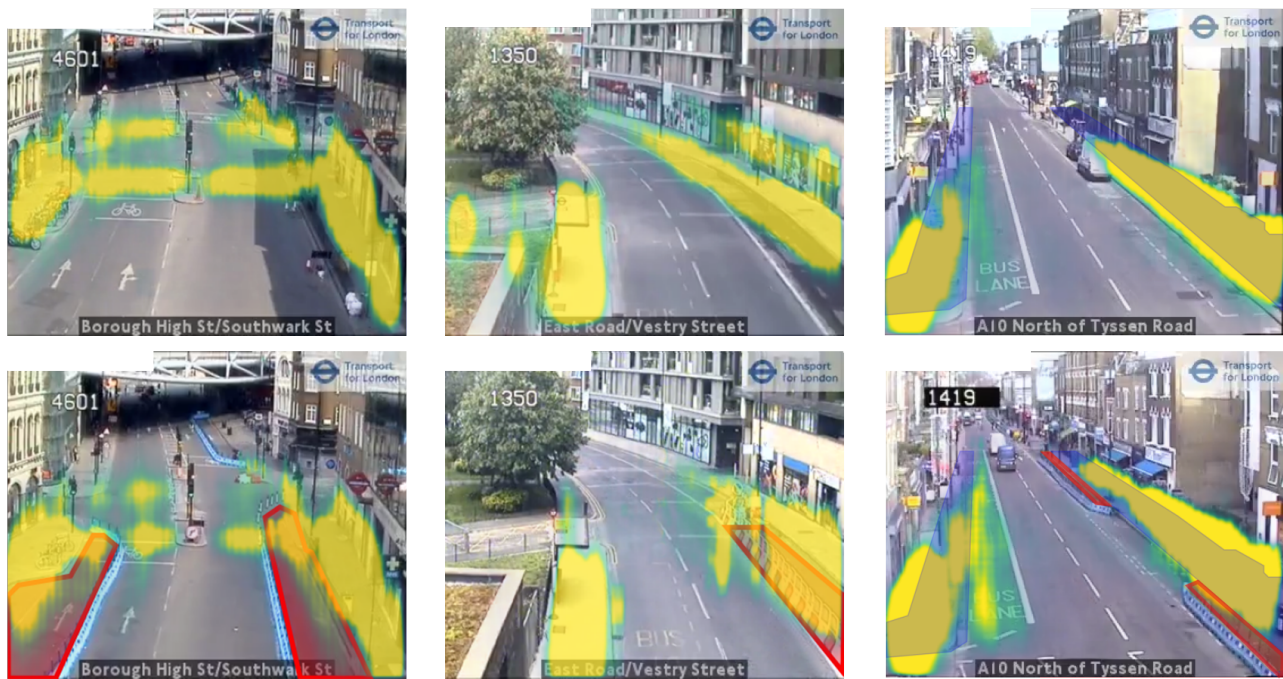 Transport
for London
4601
Borough High St/Southwark St
Transport
for London
1350
East Road/Vestry Street
Transport
for London
1419
BUS
LANE
A10 North of Tyssen Road
Transport
for London
4601
Borough High St/Southwark St
Transport
for London
1350
BUS
East Road/Vestry Street
Transport
for London
1419
BUS
LANE
A10 North of Tyssen Road